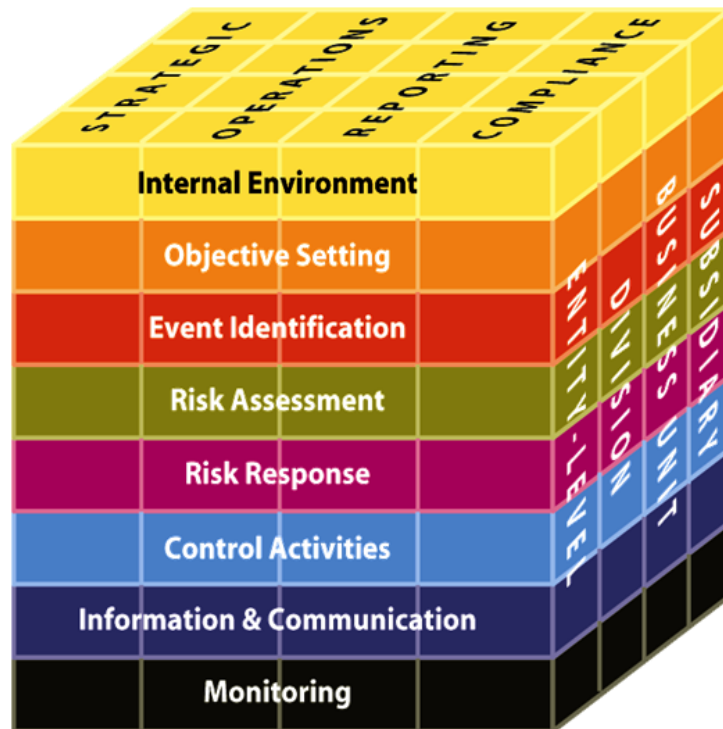 STRATEGIC
OPERATIONS
REPORTING
COMPLIANCE
Internal Environment
Objective Setting
Event Identification
Risk Assessment
Risk Response
Control Activities
Information & Communication
Monitoring
ENTITY-LEVEL
DIVISION
BUSINESS UNIT
SUBSIDIARY